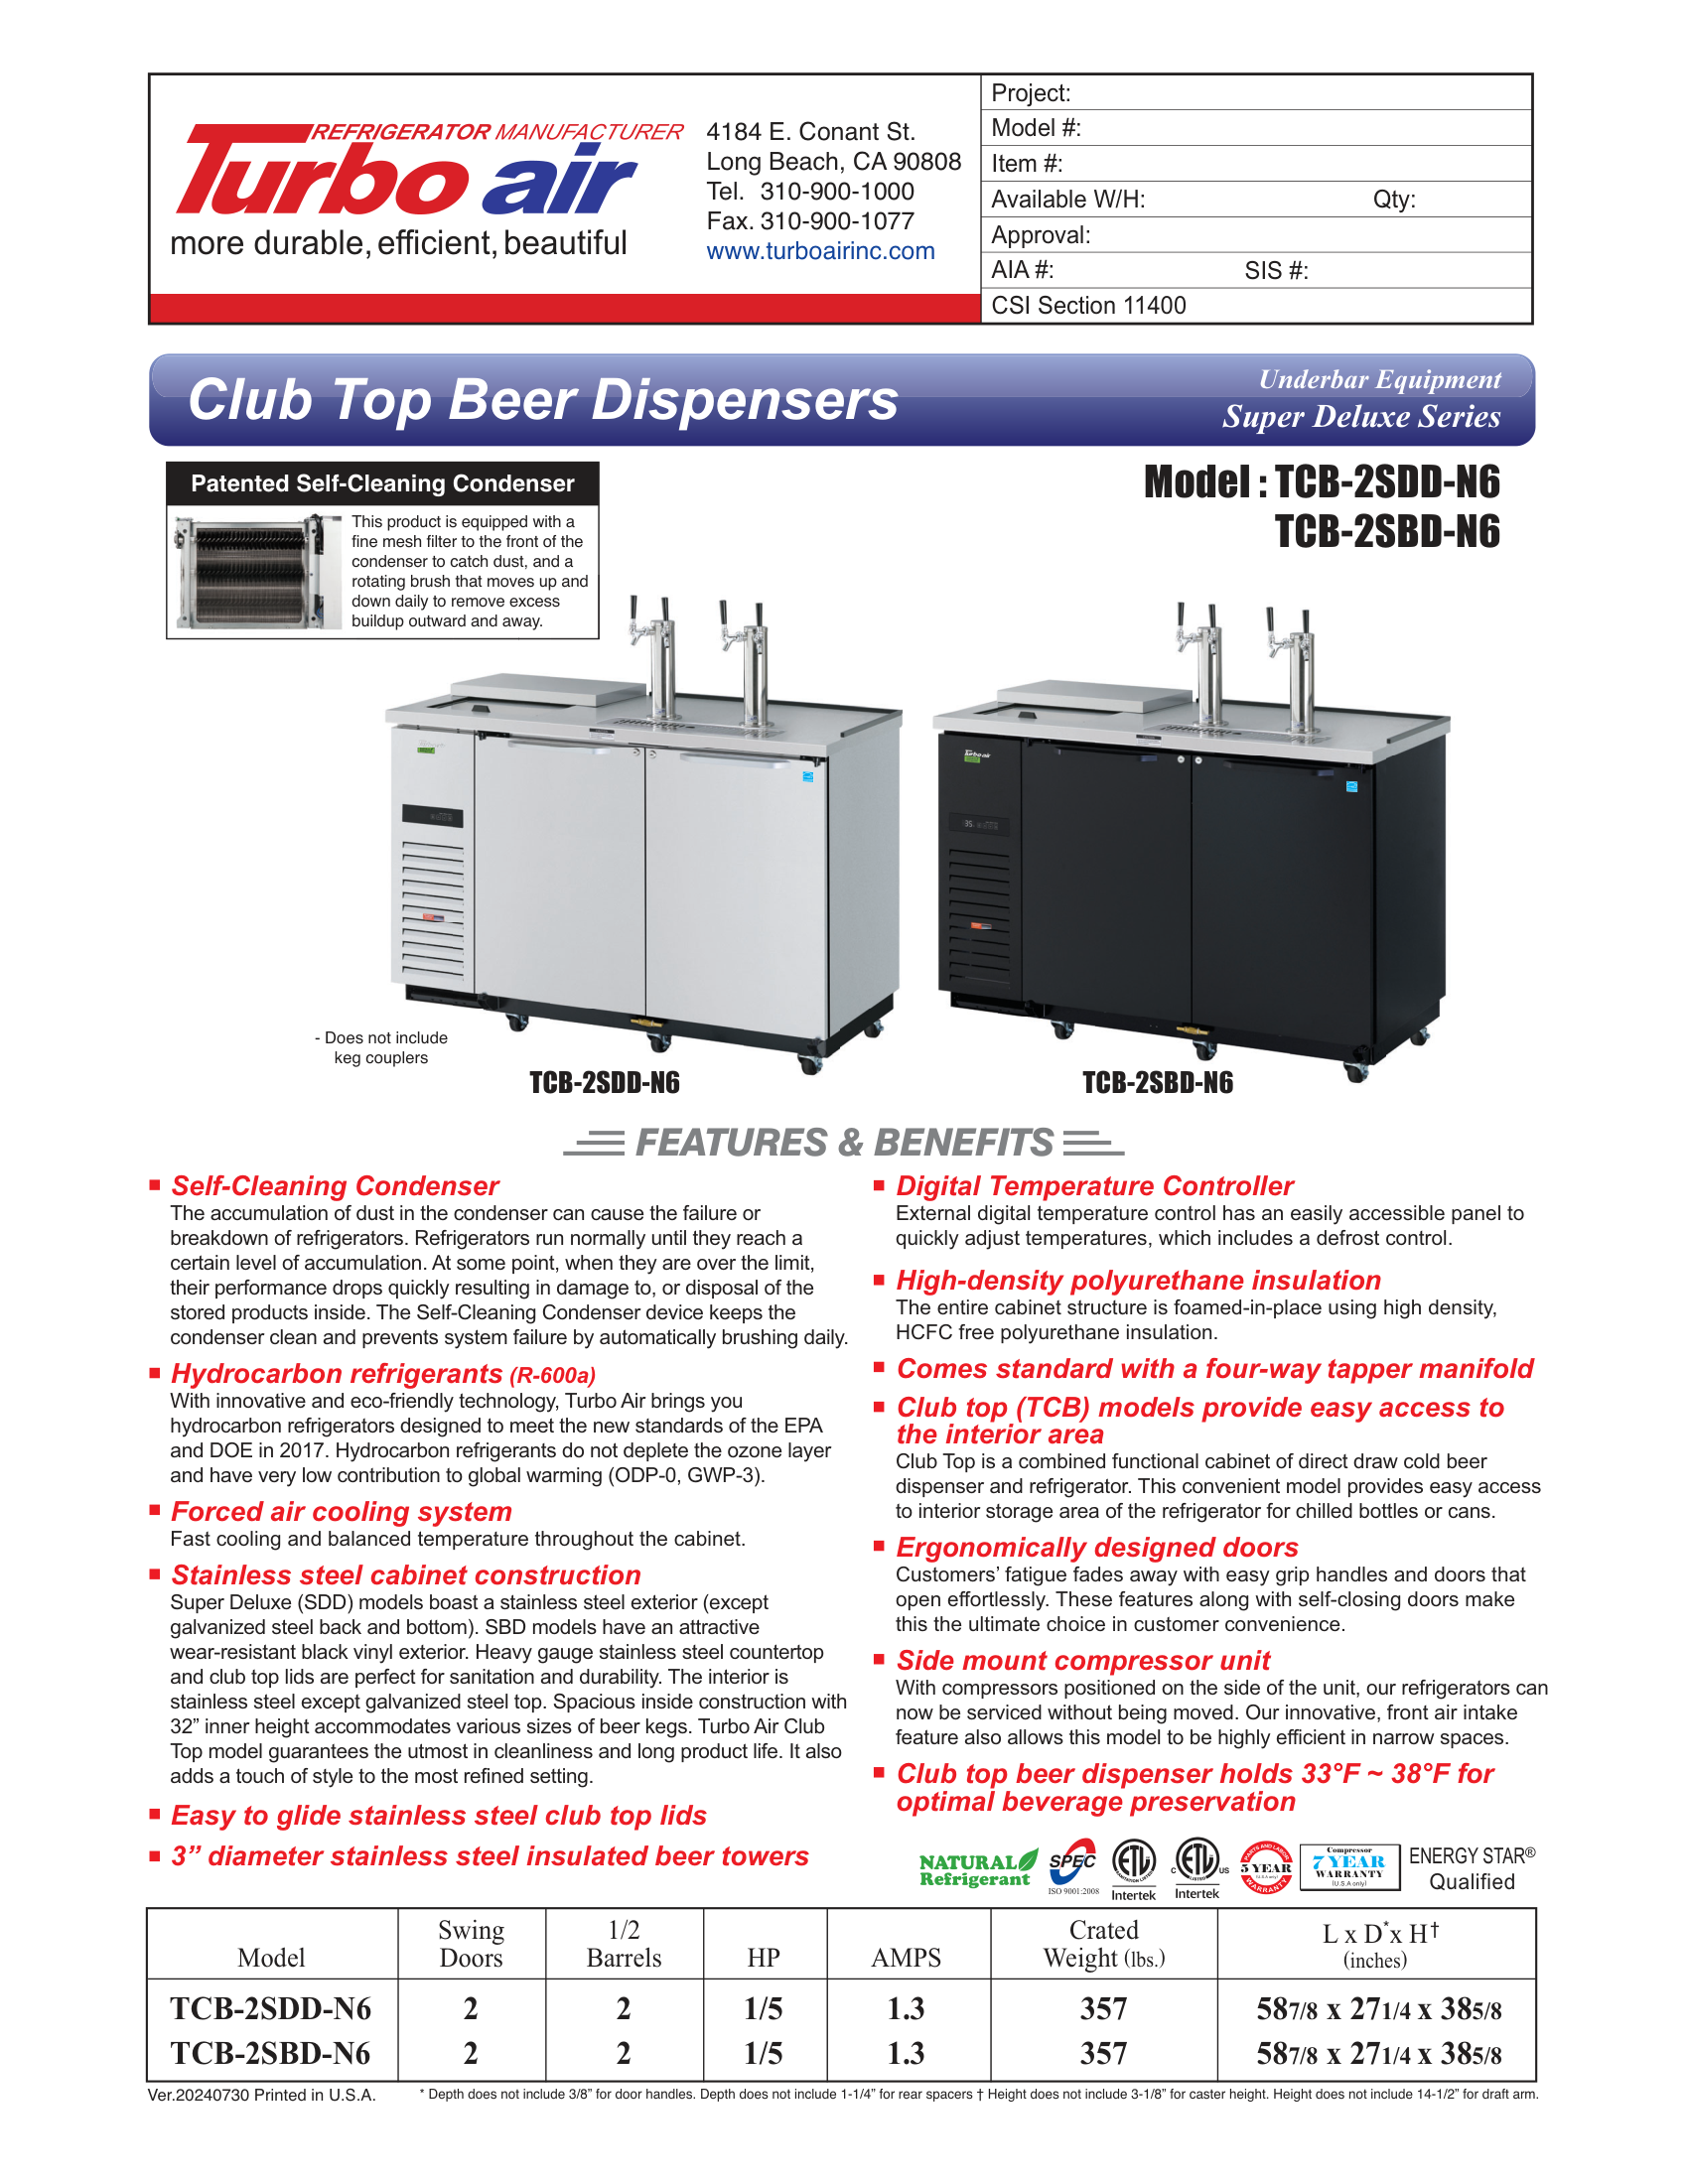 REFRIGERATOR MANUFACTURER
Turbo air
more durable, efficient, beautiful
4184 E. Conant St.
Long Beach, CA 90808
Tel. 310-900-1000
Fax. 310-900-1077
www.turboairinc.com
Project:
Model #:
Item #:
Available W/H: Qty:
Approval:
AIA #: SIS #:
CSI Section 11400
Club Top Beer Dispensers
Underbar Equipment
Super Deluxe Series
Patented Self-Cleaning Condenser
This product is equipped with a
fine mesh filter to the front of the
condenser to catch dust, and a
rotating brush that moves up and
down daily to remove excess
buildup outward and away.
Model : TCB-2SDD-N6
TCB-2SBD-N6
- Does not include
keg couplers
TCB-2SDD-N6
TCB-2SBD-N6
FEATURES & BENEFITS
Self-Cleaning Condenser
The accumulation of dust in the condenser can cause the failure or
breakdown of refrigerators. Refrigerators run normally until they reach a
certain level of accumulation. At some point, when they are over the limit,
their performance drops quickly resulting in damage to, or disposal of the
stored products inside. The Self-Cleaning Condenser device keeps the
condenser clean and prevents system failure by automatically brushing daily.
Hydrocarbon refrigerants (R-600a)
With innovative and eco-friendly technology, Turbo Air brings you
hydrocarbon refrigerators designed to meet the new standards of the EPA
and DOE in 2017. Hydrocarbon refrigerants do not deplete the ozone layer
and have very low contribution to global warming (ODP-0, GWP-3).
Forced air cooling system
Fast cooling and balanced temperature throughout the cabinet.
Stainless steel cabinet construction
Super Deluxe (SDD) models boast a stainless steel exterior (except
galvanized steel back and bottom). SBD models have an attractive
wear-resistant black vinyl exterior. Heavy gauge stainless steel countertop
and club top lids are perfect for sanitation and durability. The interior is
stainless steel except galvanized steel top. Spacious inside construction with
32” inner height accommodates various sizes of beer kegs. Turbo Air Club
Top model guarantees the utmost in cleanliness and long product life. It also
adds a touch of style to the most refined setting.
Easy to glide stainless steel club top lids
3” diameter stainless steel insulated beer towers
Digital Temperature Controller
External digital temperature control has an easily accessible panel to
quickly adjust temperatures, which includes a defrost control.
High-density polyurethane insulation
The entire cabinet structure is foamed-in-place using high density,
HCFC free polyurethane insulation.
Comes standard with a four-way tapper manifold
Club top (TCB) models provide easy access to
the interior area
Club Top is a combined functional cabinet of direct draw cold beer
dispenser and refrigerator. This convenient model provides easy access
to interior storage area of the refrigerator for chilled bottles or cans.
Ergonomically designed doors
Customers’ fatigue fades away with easy grip handles and doors that
open effortlessly. These features along with self-closing doors make
this the ultimate choice in customer convenience.
Side mount compressor unit
With compressors positioned on the side of the unit, our refrigerators can
now be serviced without being moved. Our innovative, front air intake
feature also allows this model to be highly efficient in narrow spaces.
Club top beer dispenser holds 33°F ~ 38°F for
optimal beverage preservation
NATURAL
Refrigerant
SPEC
ISO 9001:2008
ETL
Intertek
C ETL US
LISTED
Intertek
PARTS AND LABOR
5 YEAR
(U.S.A only)
WARRANTY
Compressor
7 YEAR
WARRANTY
(U.S.A only)
ENERGY STAR®
Qualified
Model Swing Doors 1/2 Barrels HP AMPS Crated Weight (lbs.) L x D* x H† (inches)
TCB-2SDD-N6 2 2 1/5 1.3 357 587/8 x 271/4 x 385/8
TCB-2SBD-N6 2 2 1/5 1.3 357 587/8 x 271/4 x 385/8
Ver.20240730 Printed in U.S.A.
* Depth does not include 3/8” for door handles. Depth does not include 1-1/4” for rear spacers † Height does not include 3-1/8” for caster height. Height does not include 14-1/2” for draft arm.